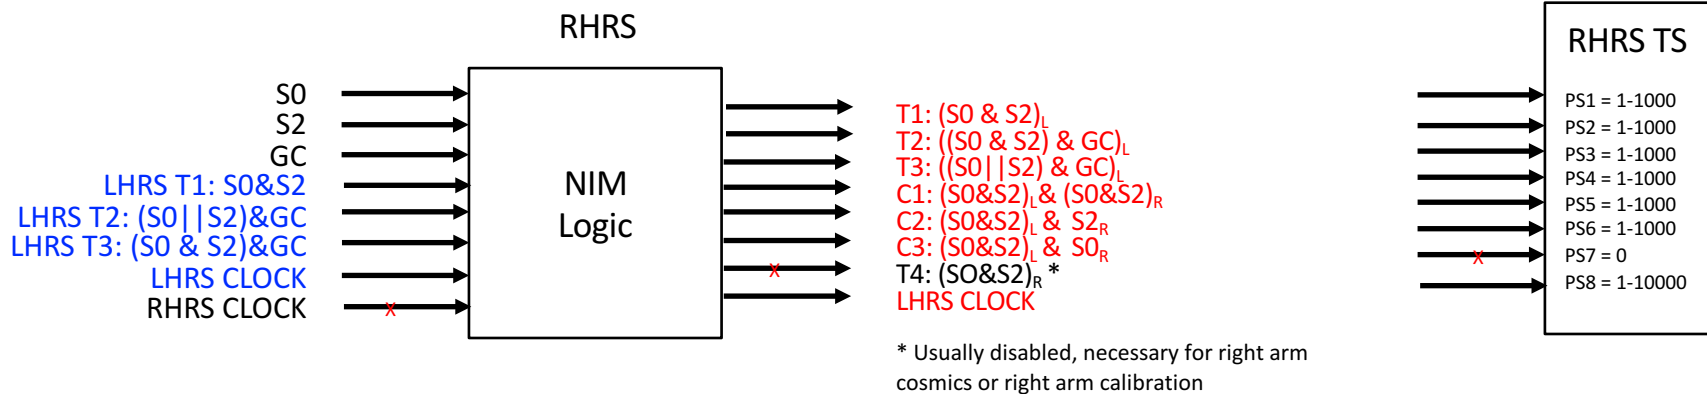 RHRS
S0
S2
GC
LHRS T1: S0&S2
LHRS T2: (S0||S2)&GC
LHRS T3: (S0 & S2)&GC
LHRS CLOCK
RHRS CLOCK
x
NIM
Logic
x
T1: (S0 & S2)L
T2: ((S0 & S2) & GC)L
T3: ((S0||S2) & GC)L
C1: (S0&S2)L& (S0&S2)R
C2: (S0&S2)L & S2R
C3: (S0&S2)L & S0R
T4: (SO&S2)R *
LHRS CLOCK
* Usually disabled, necessary for right arm
cosmics or right arm calibration
x
RHRS TS
PS1 = 1-1000
PS2 = 1-1000
PS3 = 1-1000
PS4 = 1-1000
PS5 = 1-1000
PS6 = 1-1000
PS7 = 0
PS8 = 1-10000